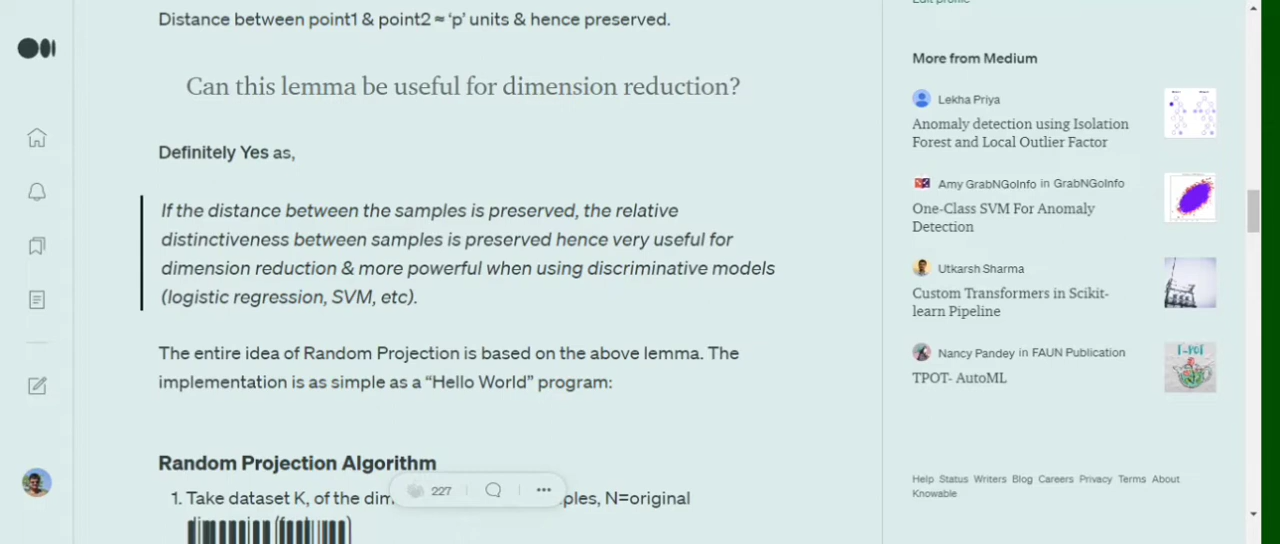 Distance between point1 & point2 ≈ ‘p’ units & hence preserved.
Can this lemma be useful for dimension reduction?
Definitely Yes as,
If the distance between the samples is preserved, the relative
distinctiveness between samples is preserved hence very useful for
dimension reduction & more powerful when using discriminative models
(logistic regression, SVM, etc).
The entire idea of Random Projection is based on the above lemma. The
implementation is as simple as a “Hello World” program:
Random Projection Algorithm
1. Take dataset K, of the dim ples, N=original
227
More from Medium
Lekha Priya
Anomaly detection using Isolation
Forest and Local Outlier Factor
Amy GrabNGoInfo in GrabNGoInfo
One-Class SVM For Anomaly
Detection
Utkarsh Sharma
Custom Transformers in Scikit-
learn Pipeline
Nancy Pandey in FAUN Publication
TPOT- AutoML
Help Status Writers Blog Careers Privacy Terms About
Knowable